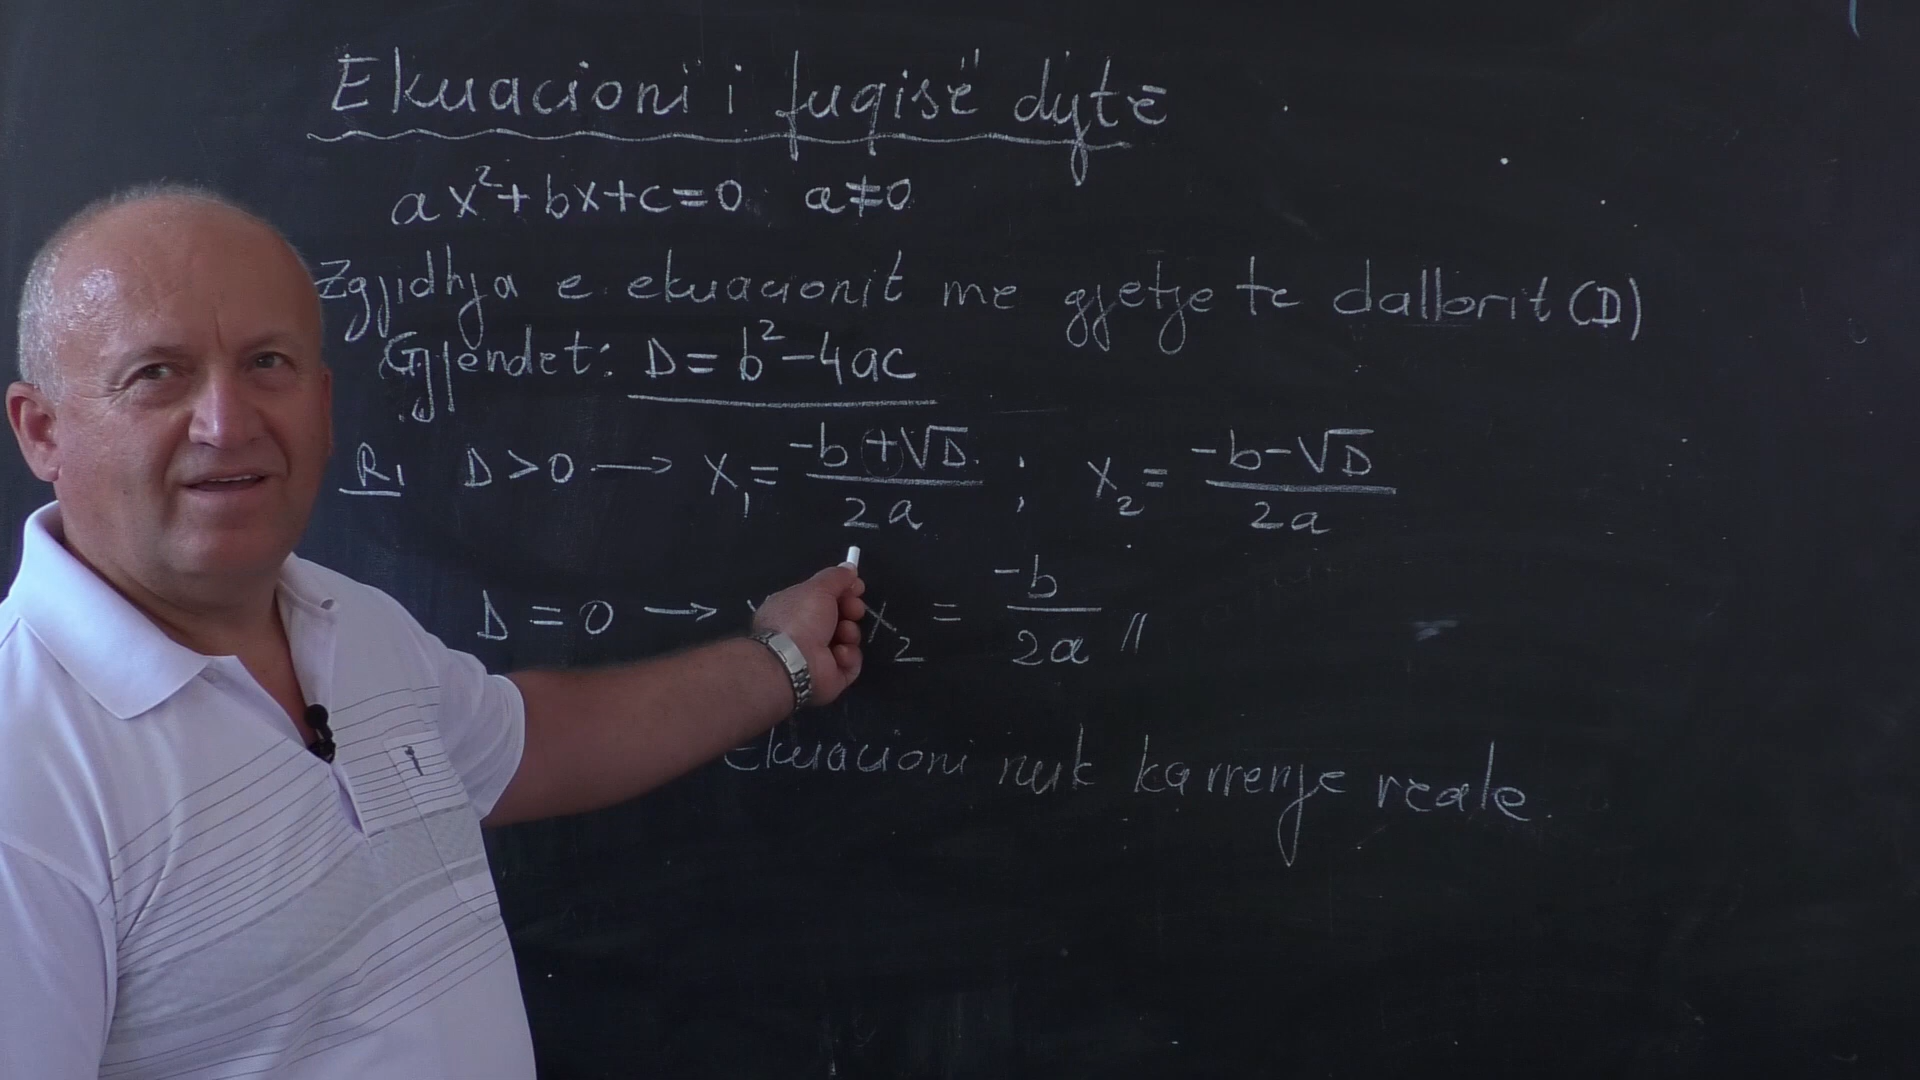 Ekuacioni i fuqisë dytë
ax²+bx+c=0 a≠0
Zgjidhja e ekuacionit me gjetje te dallorit (D)
Gjendet: D = b²-4ac
R₁ D>0 → x₁ = (-b+√D)/2a ; x₂ = (-b-√D)/2a
D = 0 → x₂ = -b/2a //
Ekuacioni nuk ka rrenje reale.